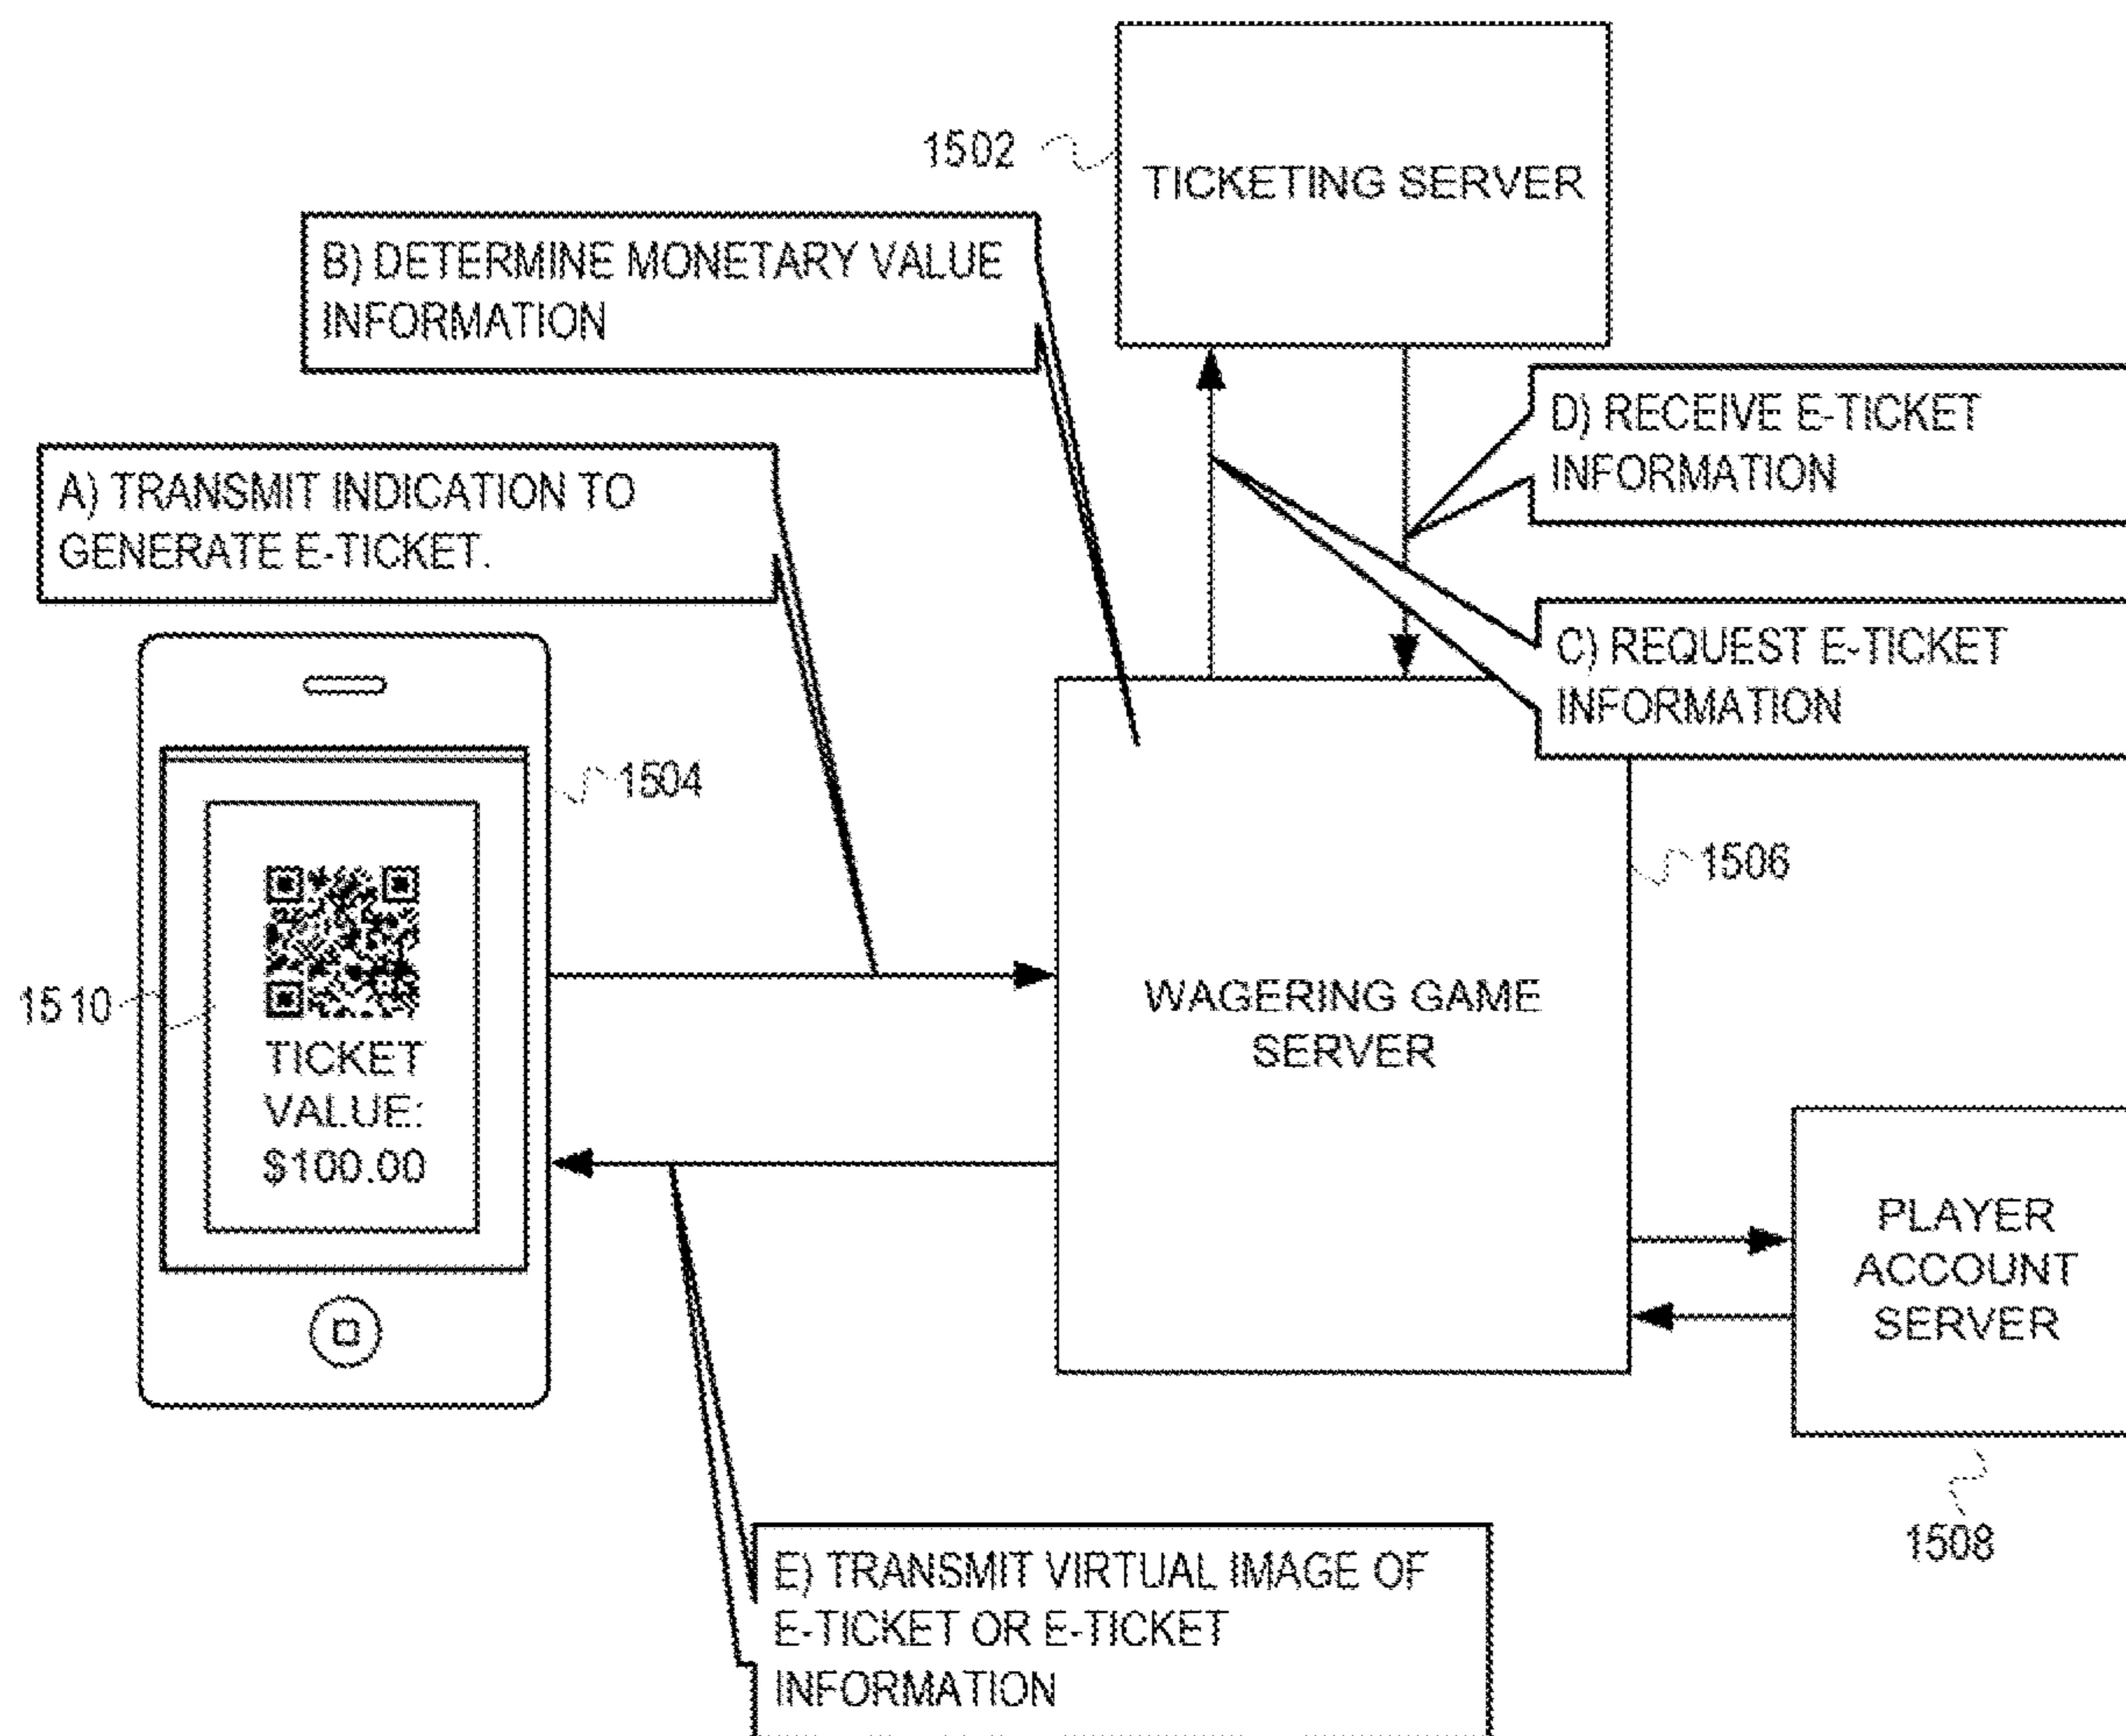 1502
TICKETING SERVER
B) DETERMINE MONETARY VALUE
INFORMATION
D) RECEIVE E-TICKET
INFORMATION
A) TRANSMIT INDICATION TO
GENERATE E-TICKET.
C) REQUEST E-TICKET
INFORMATION
1504
1506
1510
TICKET
VALUE:
$100.00
WAGERING GAME
SERVER
PLAYER
ACCOUNT
SERVER
1508
E) TRANSMIT VIRTUAL IMAGE OF
E-TICKET OR E-TICKET
INFORMATION